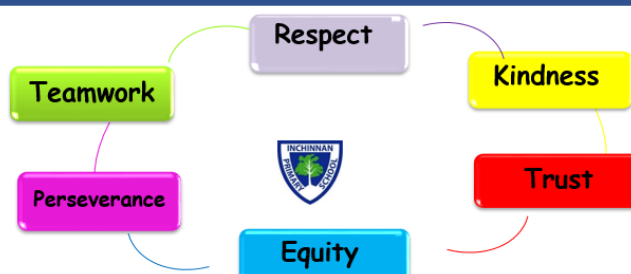 Respect
Kindness
Trust
Equity
Perseverance
Teamwork
INCHINNAN
PRIMARY
SCHOOL